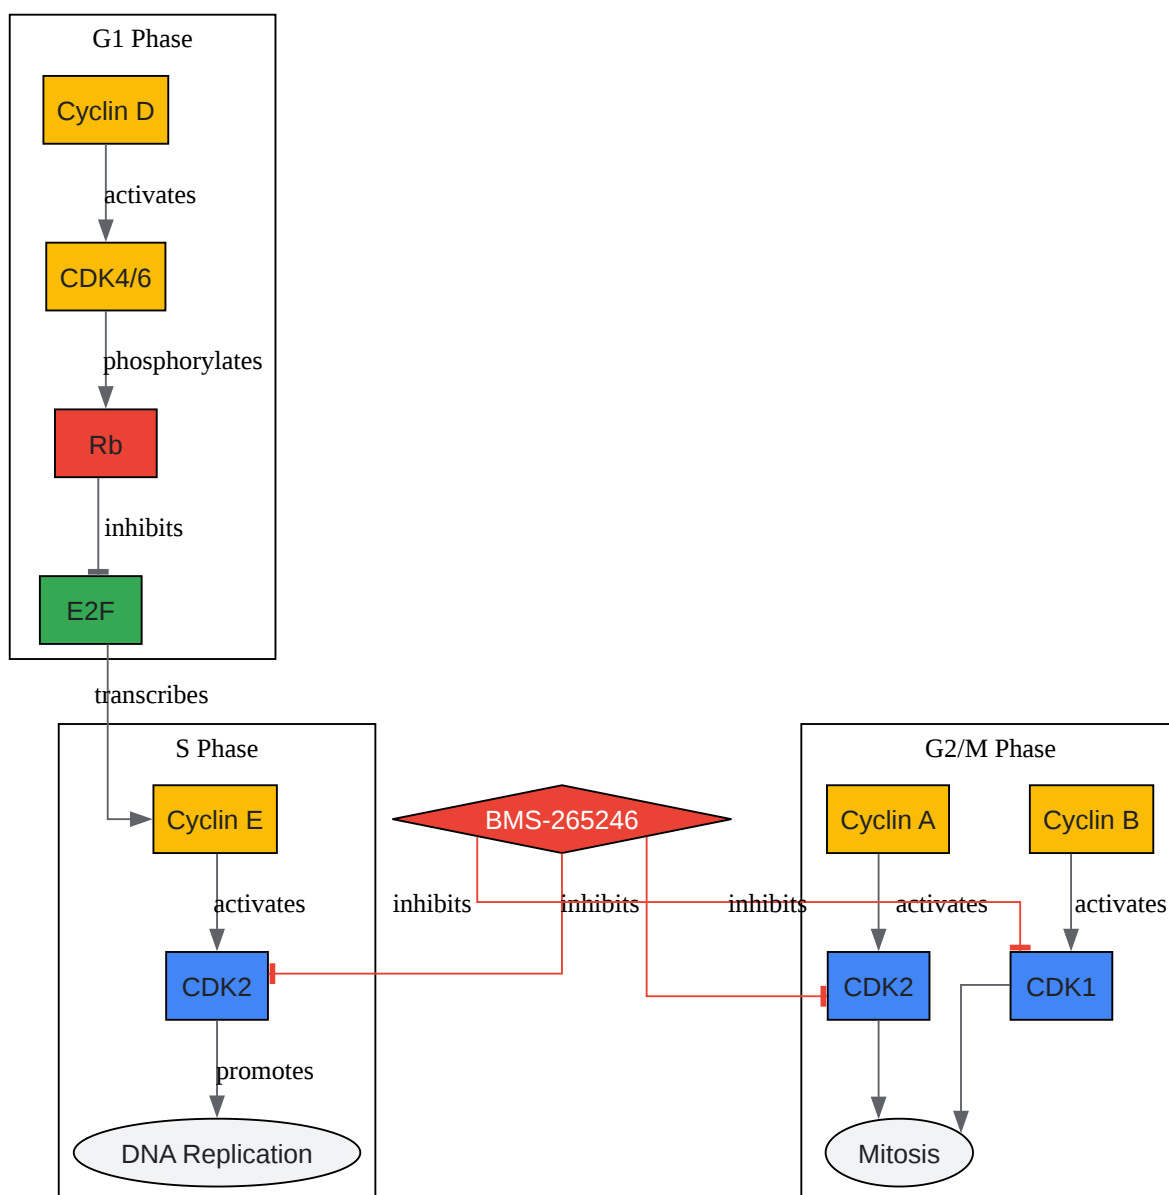 G1 Phase
Cyclin D
activates
CDK4/6
phosphorylates
Rb
inhibits
E2F
transcribes
S Phase
G2/M Phase
Cyclin E
BMS-265246
Cyclin A
Cyclin B
activates
inhibits
inhibits
inhibits
activates
activates
CDK2
CDK2
CDK1
promotes
DNA Replication
Mitosis